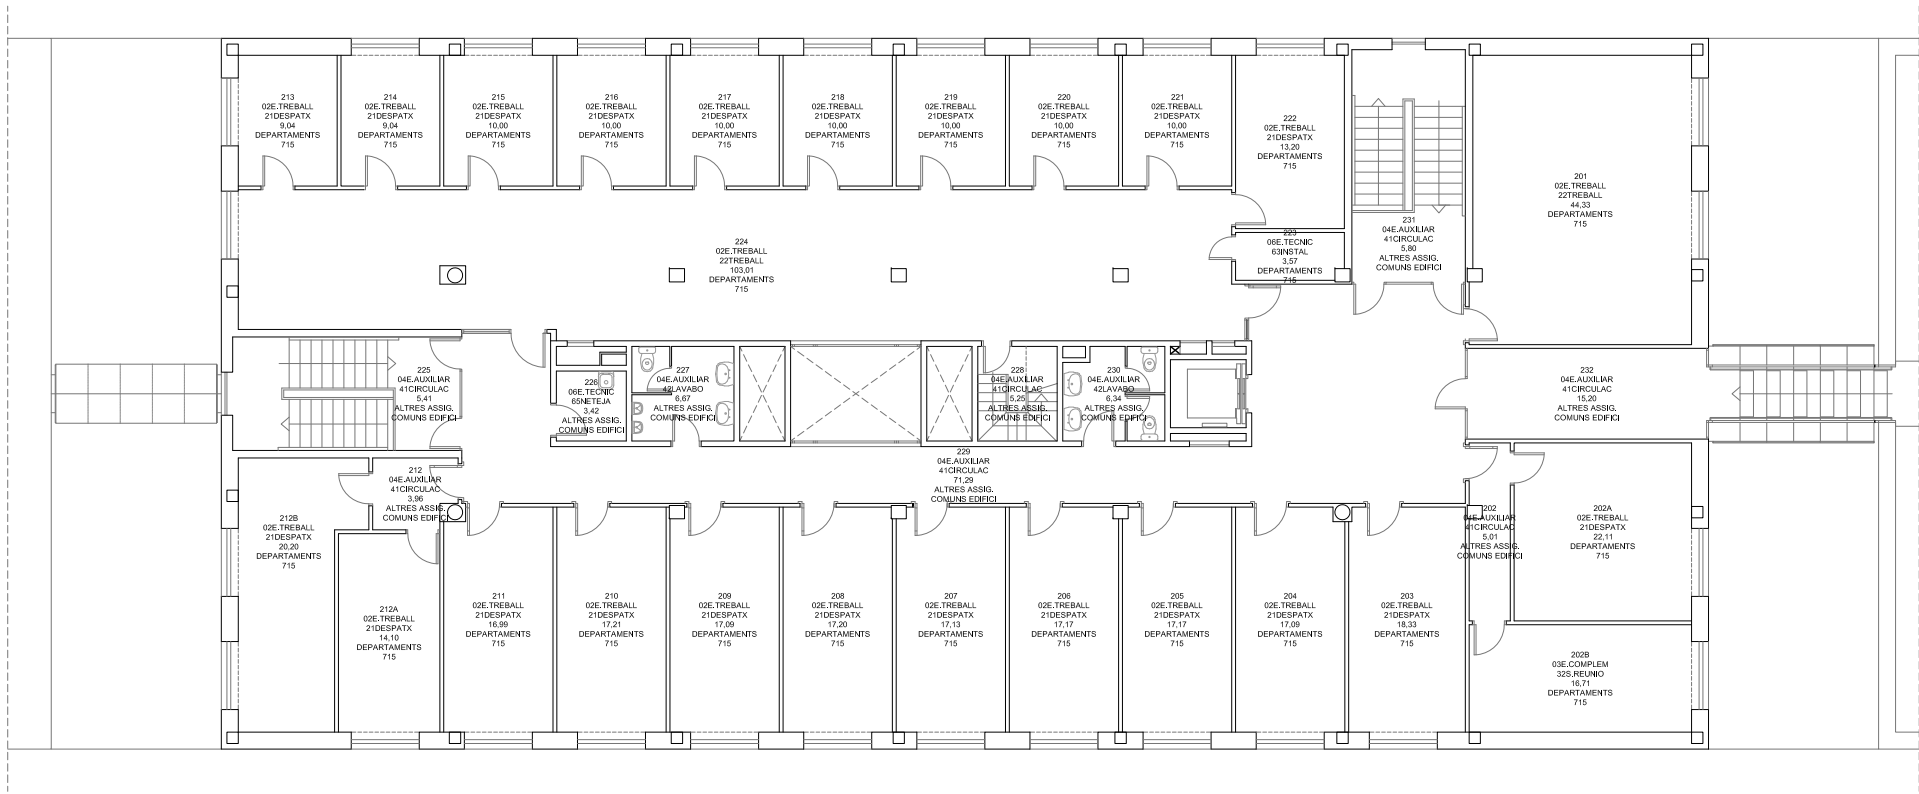 213
02E.TREBALL
21DESPATX
9,04
DEPARTAMENTS
715
214
02E.TREBALL
21DESPATX
9,04
DEPARTAMENTS
715
215
02E.TREBALL
21DESPATX
10,00
DEPARTAMENTS
715
216
02E.TREBALL
21DESPATX
10,00
DEPARTAMENTS
715
217
02E.TREBALL
21DESPATX
10,00
DEPARTAMENTS
715
218
02E.TREBALL
21DESPATX
10,00
DEPARTAMENTS
715
219
02E.TREBALL
21DESPATX
10,00
DEPARTAMENTS
715
220
02E.TREBALL
21DESPATX
10,00
DEPARTAMENTS
715
221
02E.TREBALL
21DESPATX
10,00
DEPARTAMENTS
715
222
02E.TREBALL
21DESPATX
13,20
DEPARTAMENTS
715
201
02E.TREBALL
22TREBALL
44,33
DEPARTAMENTS
715
231
04E.AUXILIAR
41CIRCULAC
5,80
ALTRES ASSIG.
COMUNS EDIFICI
223
06E.TECNIC
63INSTAL
3,57
DEPARTAMENTS
715
224
02E.TREBALL
22TREBALL
103,01
DEPARTAMENTS
715
225
04E.AUXILIAR
41CIRCULAC
5,41
ALTRES ASSIG.
COMUNS EDIFICI
226
06E.TECNIC
65NETEJA
3,42
ALTRES ASSIG.
COMUNS EDIFICI
227
04E.AUXILIAR
42LAVABO
6,67
ALTRES ASSIG.
COMUNS EDIFICI
228
04E.AUXILIAR
41CIRCULAC
5,25
ALTRES ASSIG.
COMUNS EDIFICI
230
04E.AUXILIAR
42LAVABO
6,34
ALTRES ASSIG.
COMUNS EDIFICI
232
04E.AUXILIAR
41CIRCULAC
15,20
ALTRES ASSIG.
COMUNS EDIFICI
229
04E.AUXILIAR
41CIRCULAC
71,29
ALTRES ASSIG.
COMUNS EDIFICI
212
04E.AUXILIAR
41CIRCULAC
3,96
ALTRES ASSIG.
COMUNS EDIFICI
212B
02E.TREBALL
21DESPATX
20,20
DEPARTAMENTS
715
202
04E.AUXILIAR
41CIRCULAC
5,01
ALTRES ASSIG.
COMUNS EDIFICI
202A
02E.TREBALL
21DESPATX
22,11
DEPARTAMENTS
715
212A
02E.TREBALL
21DESPATX
14,10
DEPARTAMENTS
715
211
02E.TREBALL
21DESPATX
16,99
DEPARTAMENTS
715
210
02E.TREBALL
21DESPATX
17,21
DEPARTAMENTS
715
209
02E.TREBALL
21DESPATX
17,09
DEPARTAMENTS
715
208
02E.TREBALL
21DESPATX
17,20
DEPARTAMENTS
715
207
02E.TREBALL
21DESPATX
17,13
DEPARTAMENTS
715
206
02E.TREBALL
21DESPATX
17,17
DEPARTAMENTS
715
205
02E.TREBALL
21DESPATX
17,17
DEPARTAMENTS
715
204
02E.TREBALL
21DESPATX
17,09
DEPARTAMENTS
715
203
02E.TREBALL
21DESPATX
18,33
DEPARTAMENTS
715
202B
03E.COMPLEM
32S.REUNIO
16,71
DEPARTAMENTS
715